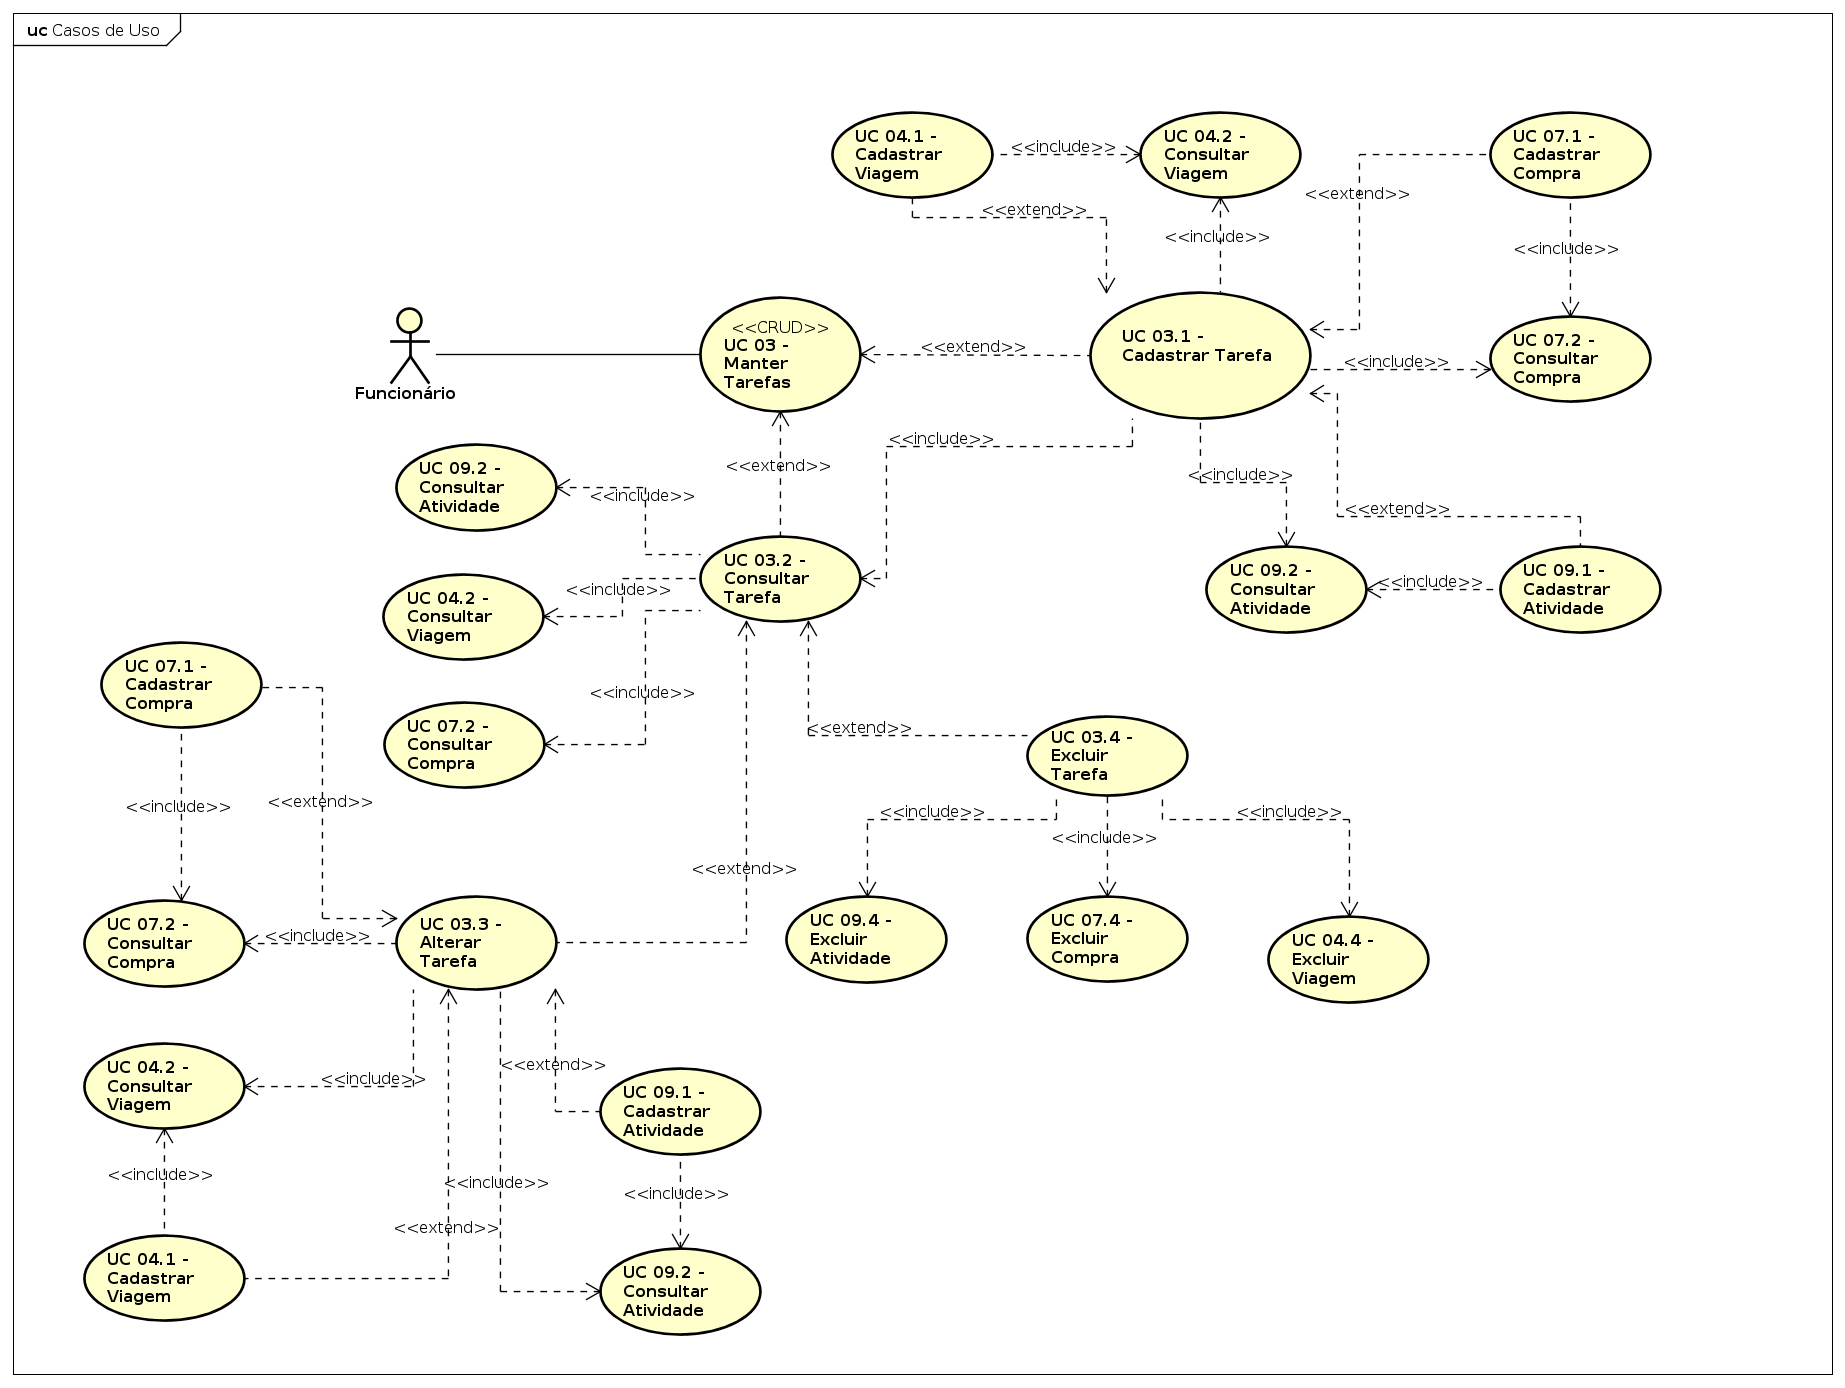 uc Casos de Uso
UC 04.1 -
Cadastrar
Viagem
<<include>>
UC 04.2 -
Consultar
Viagem
UC 07.1 -
Cadastrar
Compra
<<extend>>
<<extend>>
<<include>>
<<include>>
Funcionário
<<CRUD>>
UC 03 -
Manter
Tarefas
<<extend>>
UC 03.1 -
Cadastrar Tarefa
<<include>>
UC 07.2 -
Consultar
Compra
<<include>>
<<extend>>
<<include>>
UC 09.2 -
Consultar
Atividade
<<include>>
<<extend>>
UC 03.2 -
Consultar
Tarefa
UC 09.2 -
Consultar
Atividade
<<include>>
UC 09.1 -
Cadastrar
Atividade
<<include>>
UC 04.2 -
Consultar
Viagem
UC 07.1 -
Cadastrar
Compra
<<include>>
UC 07.2 -
Consultar
Compra
<<extend>>
UC 03.4 -
Excluir
Tarefa
<<include>>
<<extend>>
<<include>>
<<include>>
<<include>>
<<extend>>
UC 07.2 -
Consultar
Compra
<<include>>
UC 03.3 -
Alterar
Tarefa
UC 09.4 -
Excluir
Atividade
UC 07.4 -
Excluir
Compra
UC 04.4 -
Excluir
Viagem
UC 04.2 -
Consultar
Viagem
<<include>>
<<extend>>
UC 09.1 -
Cadastrar
Atividade
<<include>>
<<include>>
<<include>>
<<extend>>
UC 04.1 -
Cadastrar
Viagem
UC 09.2 -
Consultar
Atividade